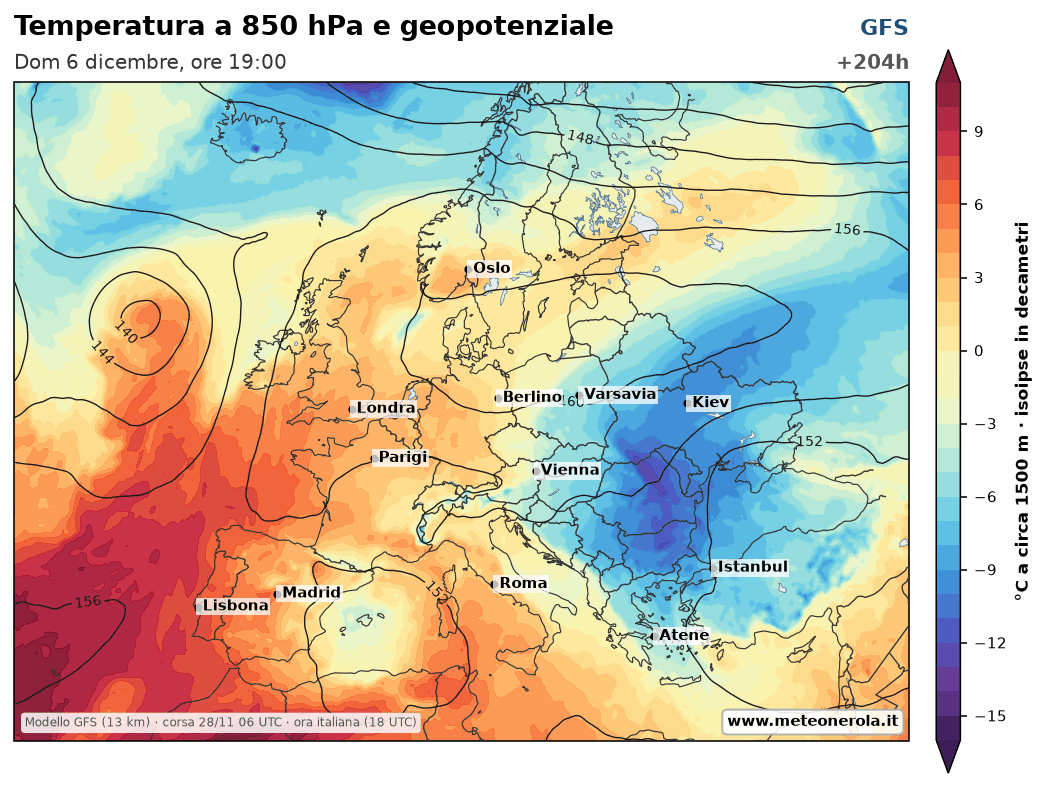 Temperatura a 850 hPa e geopotenziale
GFS
Dom 6 dicembre, ore 19:00
+204h
148
156
Oslo
140
144
Berlino
160
Varsavia
Kiev
Londra
152
Parigi
Vienna
Istanbul
Roma
Madrid
152
156
Lisbona
Atene
Modello GFS (13 km) · corsa 28/11 06 UTC · ora italiana (18 UTC)
www.meteonerola.it
9
6
3
0
−3
−6
−9
−12
−15
°C a circa 1500 m · isoipse in decametri